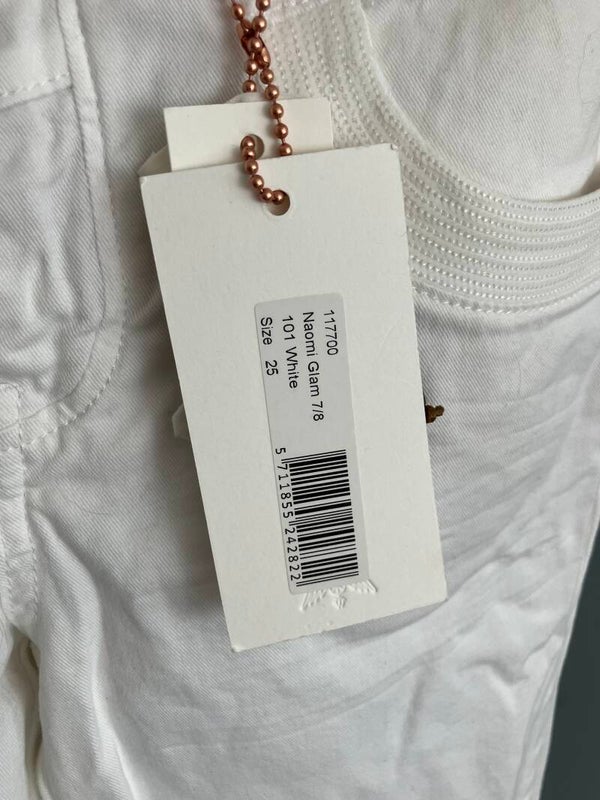 117700
Naomi Glam 7/8
101 White
Size 25
5 711855 242822